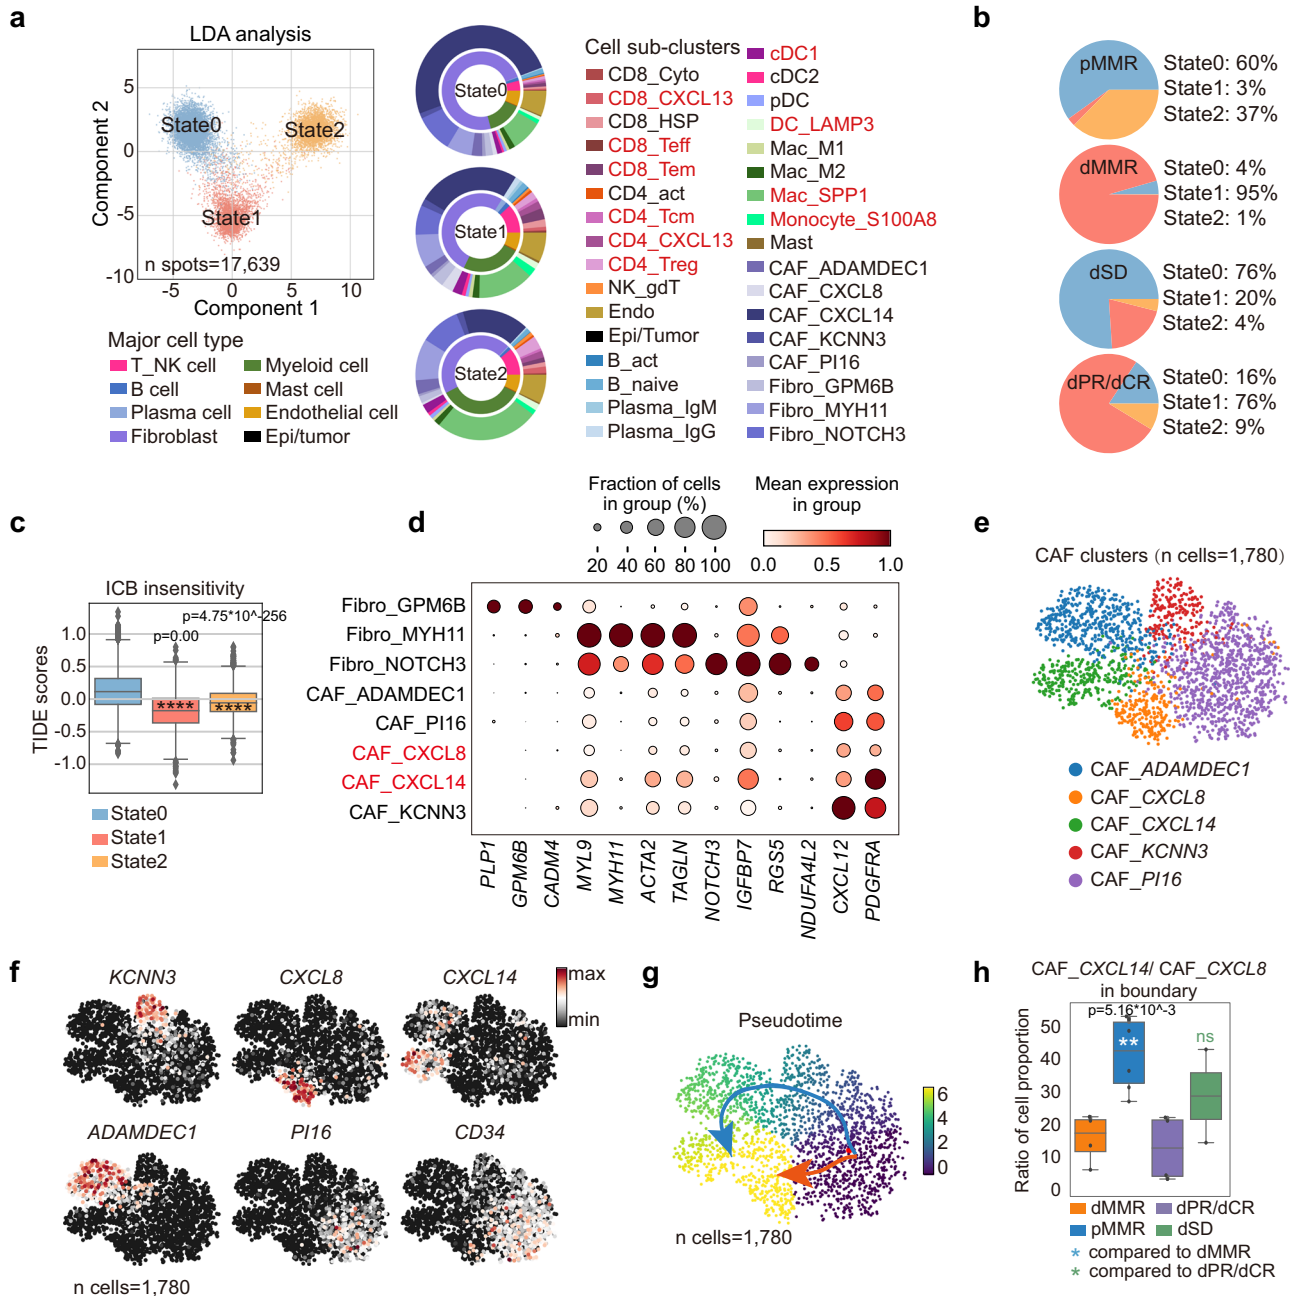 a
LDA analysis
Component 2
5
0
-5
-10
State0
State2
State1
n spots=17,639
-5
0
5
10
Component 1
Major cell type
T_NK cell
B cell
Plasma cell
Fibroblast
Myeloid cell
Mast cell
Endothelial cell
Epi/tumor
State0
State1
State2
Cell sub-clusters
CD8_Cyto
CD8_CXCL13
CD8_HSP
CD8_Teff
CD8_Tem
CD4_act
CD4_Tcm
CD4_CXCL13
CD4_Treg
NK_gdT
Endo
Epi/Tumor
B_act
B_naive
Plasma_IgM
Plasma_IgG
cDC1
cDC2
pDC
DC_LAMP3
Mac_M1
Mac_M2
Mac_SPP1
Monocyte_S100A8
Mast
CAF_ADAMDEC1
CAF_CXCL8
CAF_CXCL14
CAF_KCNN3
CAF_PI16
Fibro_GPM6B
Fibro_MYH11
Fibro_NOTCH3
b
pMMR
State0: 60%
State1: 3%
State2: 37%
dMMR
State0: 4%
State1: 95%
State2: 1%
dSD
State0: 76%
State1: 20%
State2: 4%
dPR/dCR
State0: 16%
State1: 76%
State2: 9%
c
ICB insensitivity
p=4.75*10^-256
p=0.00
TIDE scores
1.0
0.5
0.0
-0.5
-1.0
****
****
State0
State1
State2
d
Fraction of cells
in group (%)
20 40 60 80 100
Mean expression
in group
0.0 0.5 1.0
Fibro_GPM6B
Fibro_MYH11
Fibro_NOTCH3
CAF_ADAMDEC1
CAF_PI16
CAF_CXCL8
CAF_CXCL14
CAF_KCNN3
PLP1
GPM6B
CADM4
MYL9
MYH11
ACTA2
TAGLN
NOTCH3
IGFBP7
RGS5
NDUFA4L2
CXCL12
PDGFRA
e
CAF clusters (n cells=1,780)
CAF_ADAMDEC1
CAF_CXCL8
CAF_CXCL14
CAF_KCNN3
CAF_PI16
f
KCNN3
CXCL8
CXCL14
max
min
ADAMDEC1
PI16
CD34
n cells=1,780
g
Pseudotime
6
4
2
0
n cells=1,780
h
CAF_CXCL14/ CAF_CXCL8
in boundary
p=5.16*10^-3
Ratio of cell proportion
50
40
30
20
10
0
**
ns
dMMR
dPR/dCR
pMMR
dSD
* compared to dMMR
* compared to dPR/dCR